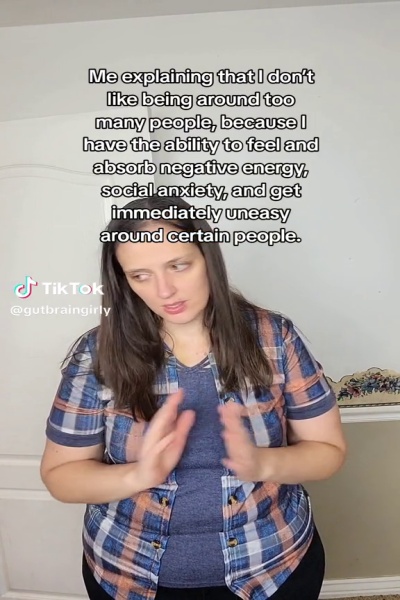 Me explaining that I don't
like being around too
many people, because I
have the ability to feel and
absorb negative energy,
social anxiety, and get
immediately uneasy
around certain people.
TikTok
@gutbraingirly